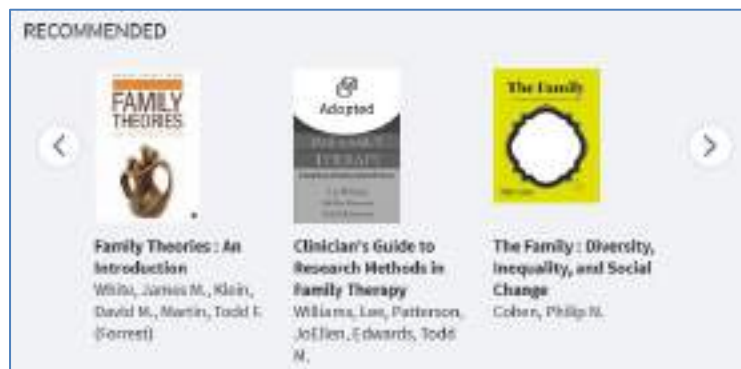 RECOMMENDED
FAMILY
THEORIES
Adopted
THERAPY
The Family
Family Theories : An
Introduction
White, James M., Klein,
David M., Martin, Todd F.
(Forrest)
Clinician's Guide to
Research Methods in
Family Therapy
Williams, Lee, Patterson,
JoEllen, Edwards, Todd
M.
The Family : Diversity,
Inequality, and Social
Change
Cohen, Philip N.